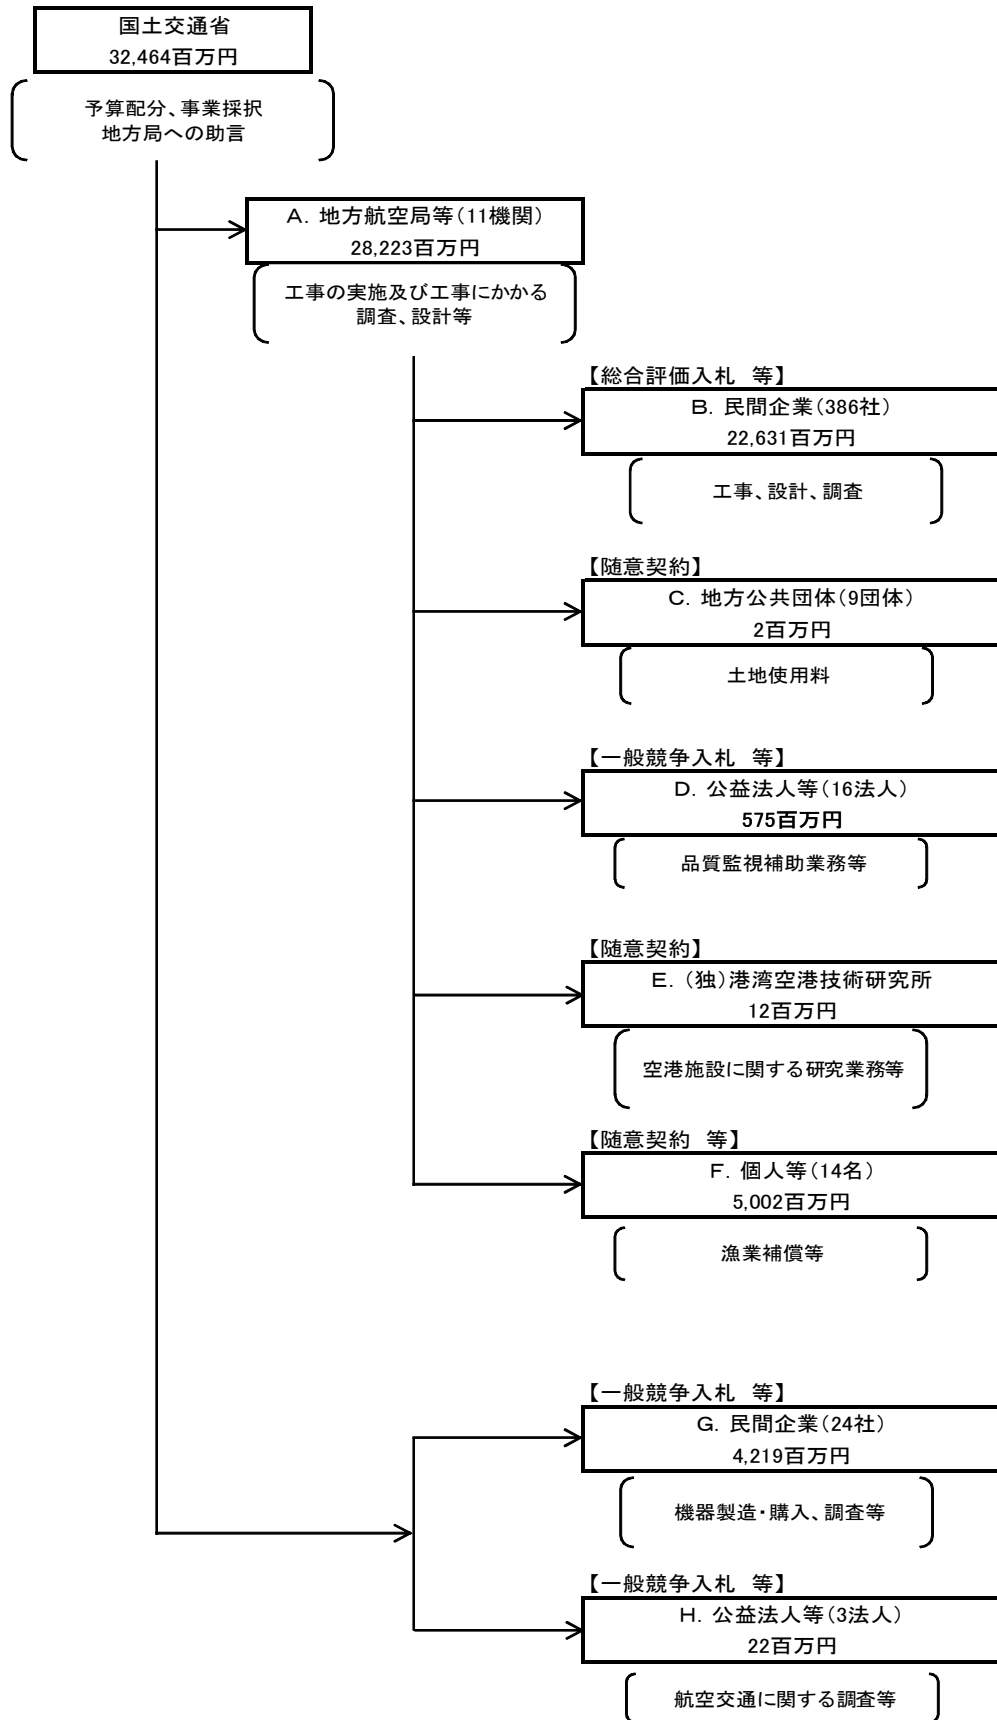 国土交通省
32,464百万円
予算配分、事業採択
地方局への助言
A．地方航空局等（11機関）
28,223百万円
工事の実施及び工事にかかる
調査、設計等
【総合評価入札　等】
B．民間企業（386社）
22,631百万円
工事、設計、調査
【随意契約】
C．地方公共団体（9団体）
2百万円
土地使用料
【一般競争入札　等】
D．公益法人等（16法人）
575百万円
品質監視補助業務等
【随意契約】
E．（独）港湾空港技術研究所
12百万円
空港施設に関する研究業務等
【随意契約　等】
F．個人等（14名）
5,002百万円
漁業補償等
【一般競争入札　等】
G．民間企業（24社）
4,219百万円
機器製造・購入、調査等
【一般競争入札　等】
H．公益法人等（3法人）
22百万円
航空交通に関する調査等